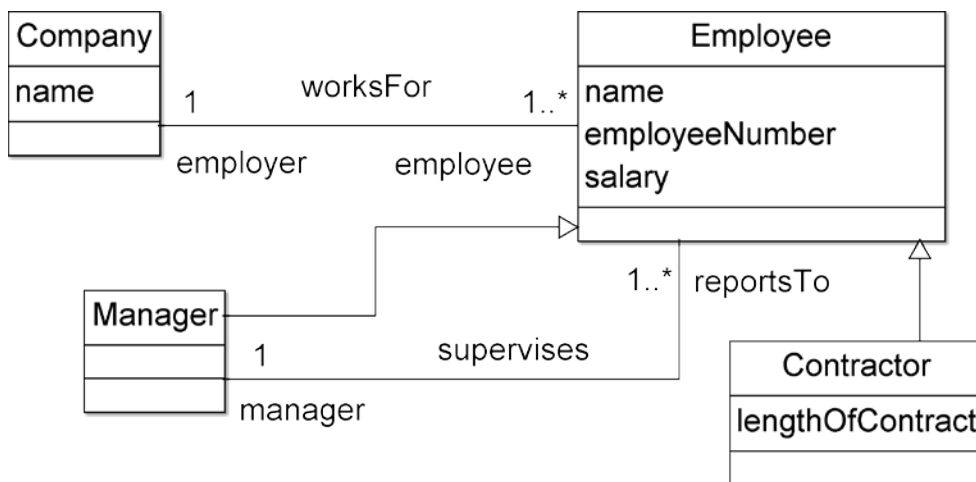 Company
name
1
worksFor
1..*
employer
employee
Employee
name
employeeNumber
salary
1..*
reportsTo
Manager
1
supervises
manager
Contractor
lengthOfContract